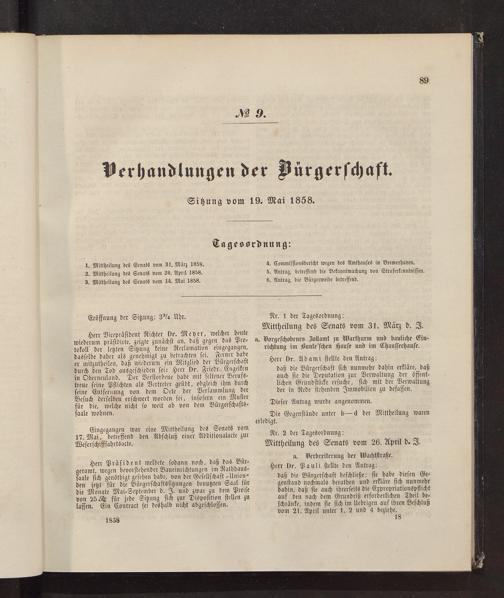 89
№ 9.
Verhandlungen der Bürgerschaft.
Sitzung vom 19. Mai 1858.
Tagesordnung:
1. Mittheilung des Senats vom 31. März 1858.
2. Mittheilung des Senats vom 26. April 1858.
3. Mittheilung des Senats vom 14. Mai 1858.
4. Commissionsbericht wegen des Amthauses in Bremerhaven.
5. Antrag, betreffend die Bekanntmachung von Straferkenntnissen.
6. Antrag, die Bürgerwehr betreffend.
Eröffnung der Sitzung: 3¾ Uhr.
Herr Vicepräsident Richter Dr. Meyer, welcher heute
wiederum präsidirte, zeigte zunächst an, daß gegen das Pro-
tokoll der letzten Sitzung keine Reclamation eingegangen,
dasselbe daher als genehmigt zu betrachten sei. Ferner habe
er mitzutheilen, daß wiederum ein Mitglied der Bürgerschaft
durch den Tod ausgeschieden sei: Herr Dr. Friedr. Engelken
in Oberneuland. Der Verstorbene habe mit seltener Berufs-
treue seine Pflichten als Vertreter geübt, obgleich ihm durch
seine Entfernung von dem Orte der Versammlung der
Besuch derselben erschwert worden sei, insofern ein Muster
für die, welche nicht so weit ab von dem Bürgerschafts-
saale wohnen.
Eingegangen war eine Mittheilung des Senats vom
17. Mai, betreffend den Abschluß einer Additionalacte zur
Weserschifffahrtsacte.
Herr Präsident meldete sodann noch, daß das Bür-
geramt, wegen bevorstehender Baueinrichtungen im Rathhaus-
saale sich genöthigt gesehen habe, von der Gesellschaft »Union«
den jetzt für die Bürgerschaftssitzungen benutzten Saal für
die Monate Mai-September d. J. und zwar zu dem Preise
von 25 ₰ für jede Sitzung sich zur Disposition stellen zu
lassen. Ein Contract sei deshalb nicht abgeschlossen.
1858
Nr. 1 der Tagesordnung:
Mittheilung des Senats vom 31. März d. J.
a. Vorgeschobenes Zollamt zu Warthurm und bauliche Ein-
richtung im Hause und im Chausseehause.
Herr Dr. Adami stellte den Antrag:
daß die Bürgerschaft sich nunmehr dahin erkläre, daß
auch sie die Deputation zur Verwaltung der öffent-
lichen Grundstücke ersuche, sich mit der Verwaltung
der in Rede stehenden Immobilien zu befassen.
Dieser Antrag wurde angenommen.
Die Gegenstände unter b—d der Mittheilung waren
erledigt.
Nr. 2 der Tagesordnung:
Mittheilung des Senats vom 26. April d. J.
a. Verbreiterung der Wachtstraße.
Herr Dr. Pauli stellte den Antrag:
daß die Bürgerschaft beschließe: sie habe diesen Ge-
genstand nochmals berathen und erkläre sich nunmehr
dahin, daß sie auch ihrerseits die Expropriationspflicht
auf den nach dem Grundriß erforderlichen Theil be-
schränke, indem sie sich im Uebrigen auf ihren Beschluß
vom 21. April unter 1, 2 und 4 beziehe.
18